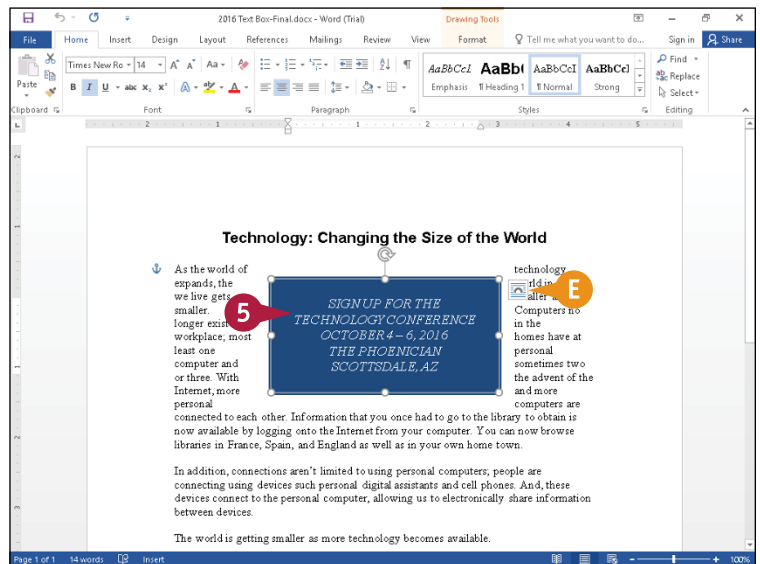 2016 Text Box-Final.docx - Word (Trial)
Drawing Tools
File Home Insert Design Layout References Mailings Review View Format Tell me what you want to do... Sign in Share
Times New Ro 14 A A Aa
Paste
B I U abc x₂ x² A A
AaBbCcI AaBb( AaBbCcI AaBbCcI
Emphasis ¶ Heading 1 ¶ Normal Strong
Find
Replace
Select
Clipboard Font Paragraph Styles Editing
2 1 1 2 3 4 5
Technology: Changing the Size of the World
As the world of technology
expands, the
we live gets
smaller. Computers no
in the
workplace; most homes have at
least one personal
computer and sometimes two
or three. With the advent of the
Internet, more and more
personal computers are
SIGN UP FOR THE
TECHNOLOGY CONFERENCE
OCTOBER 4 – 6, 2016
THE PHOENICIAN
SCOTTSDALE, AZ
5
E
connected to each other. Information that you once had to go to the library to obtain is
now available by logging onto the Internet from your computer. You can now browse
libraries in France, Spain, and England as well as in your own home town.
In addition, connections aren't limited to using personal computers; people are
connecting using devices such personal digital assistants and cell phones. And, these
devices connect to the personal computer, allowing us to electronically share information
between devices.
The world is getting smaller as more technology becomes available.
Page 1 of 1 14 words Insert 100%